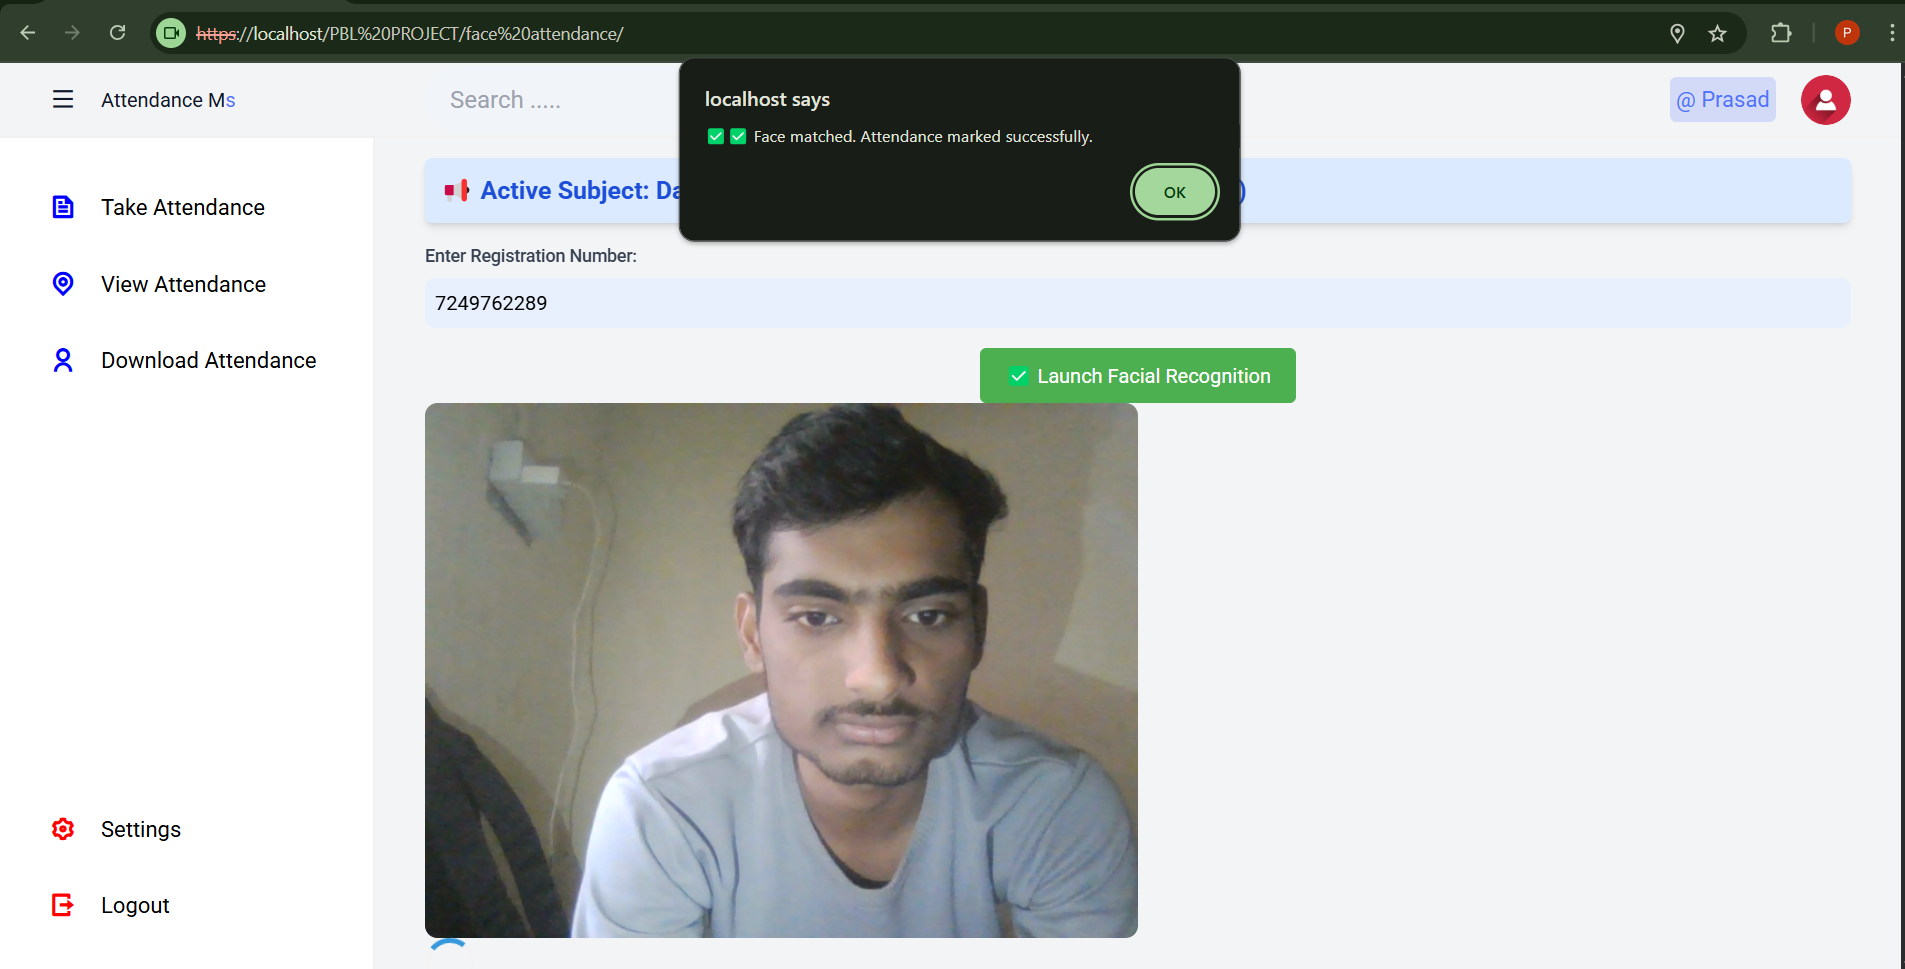 https://localhost/PBL%20PROJECT/face%20attendance/
P
Attendance Ms
Search .....
@ Prasad
localhost says
✅✅ Face matched. Attendance marked successfully.
OK
📢 Active Subject: )
Enter Registration Number:
7249762289
✅ Launch Facial Recognition
Take Attendance
View Attendance
Download Attendance
Settings
Logout